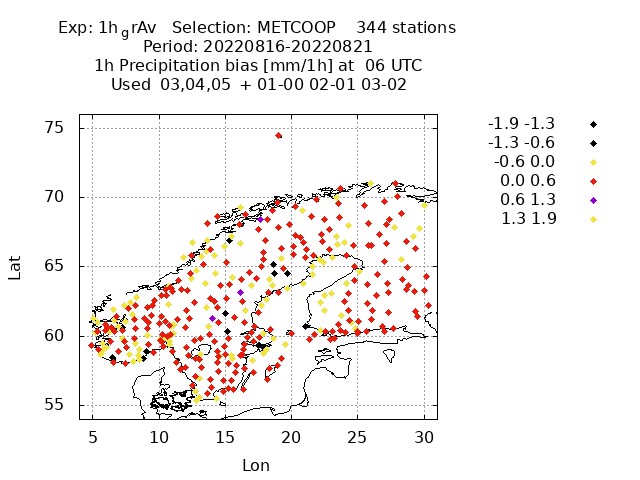 Exp: 1h_grAv   Selection: METCOOP    344 stations
Period: 20220816-20220821
1h Precipitation bias [mm/1h] at  06 UTC
Used  03,04,05  + 01-00 02-01 03-02
75
70
65
60
55
5 10 15 20 25 30
Lat
Lon
-1.9 -1.3
-1.3 -0.6
-0.6 0.0
0.0 0.6
0.6 1.3
1.3 1.9